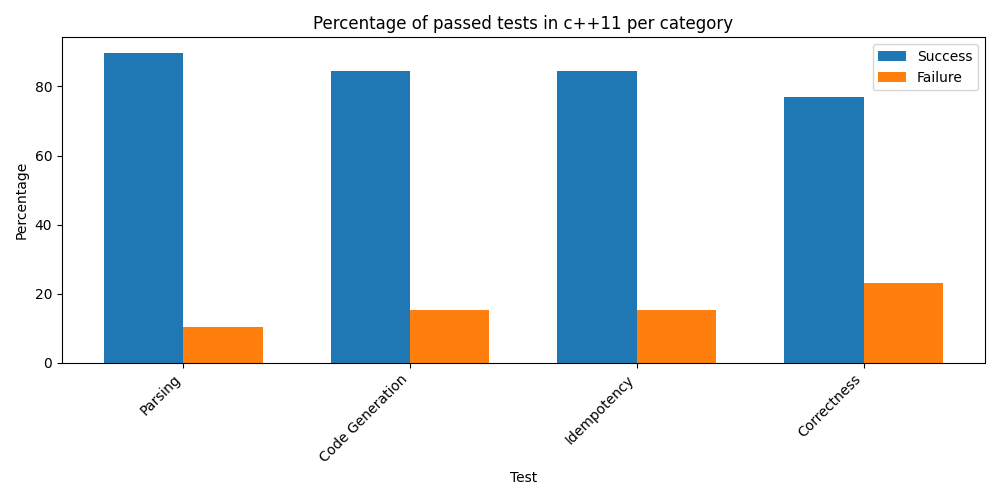 Percentage of passed tests in c++11 per category
Success
Failure
Percentage
80
60
40
20
0
Parsing
Code Generation
Idempotency
Correctness
Test